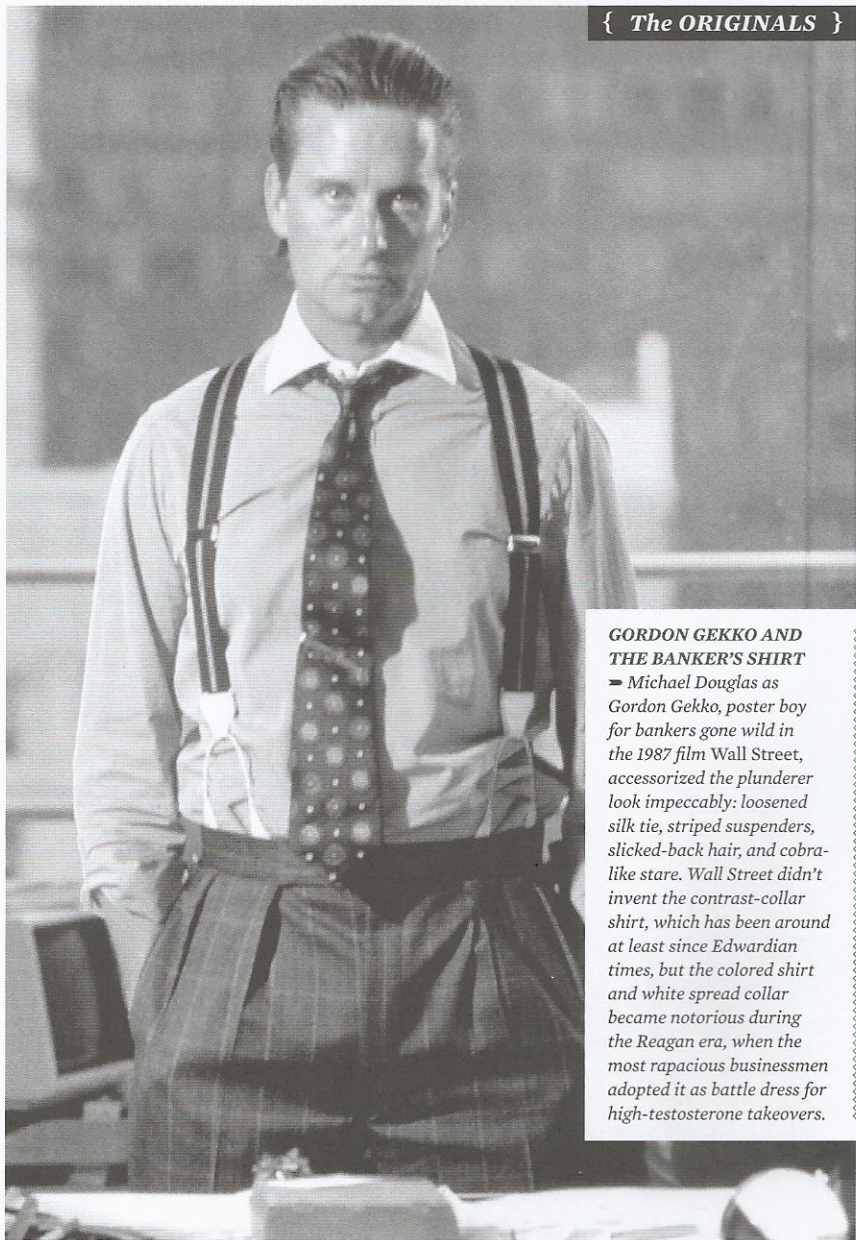 { The ORIGINALS }
GORDON GEKKO AND
THE BANKER'S SHIRT
➨ Michael Douglas as
Gordon Gekko, poster boy
for bankers gone wild in
the 1987 film Wall Street,
accessorized the plunderer
look impeccably: loosened
silk tie, striped suspenders,
slicked-back hair, and cobra-
like stare. Wall Street didn't
invent the contrast-collar
shirt, which has been around
at least since Edwardian
times, but the colored shirt
and white spread collar
became notorious during
the Reagan era, when the
most rapacious businessmen
adopted it as battle dress for
high-testosterone takeovers.